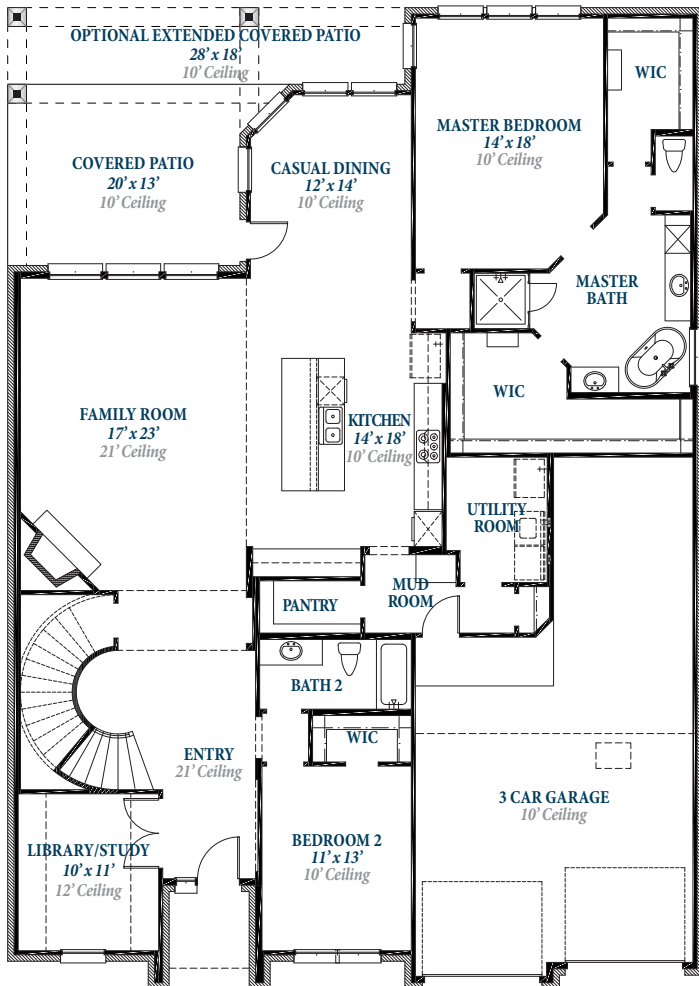 OPTIONAL EXTENDED COVERED PATIO
28' x 18'
10' Ceiling
WIC
MASTER BEDROOM
14' x 18'
10' Ceiling
COVERED PATIO
20' x 13'
10' Ceiling
CASUAL DINING
12' x 14'
10' Ceiling
MASTER
BATH
FAMILY ROOM
17' x 23'
21' Ceiling
KITCHEN
14' x 18'
10' Ceiling
WIC
UTILITY
ROOM
MUD
ROOM
PANTRY
BATH 2
WIC
ENTRY
21' Ceiling
3 CAR GARAGE
10' Ceiling
LIBRARY/STUDY
10' x 11'
12' Ceiling
BEDROOM 2
11' x 13'
10' Ceiling